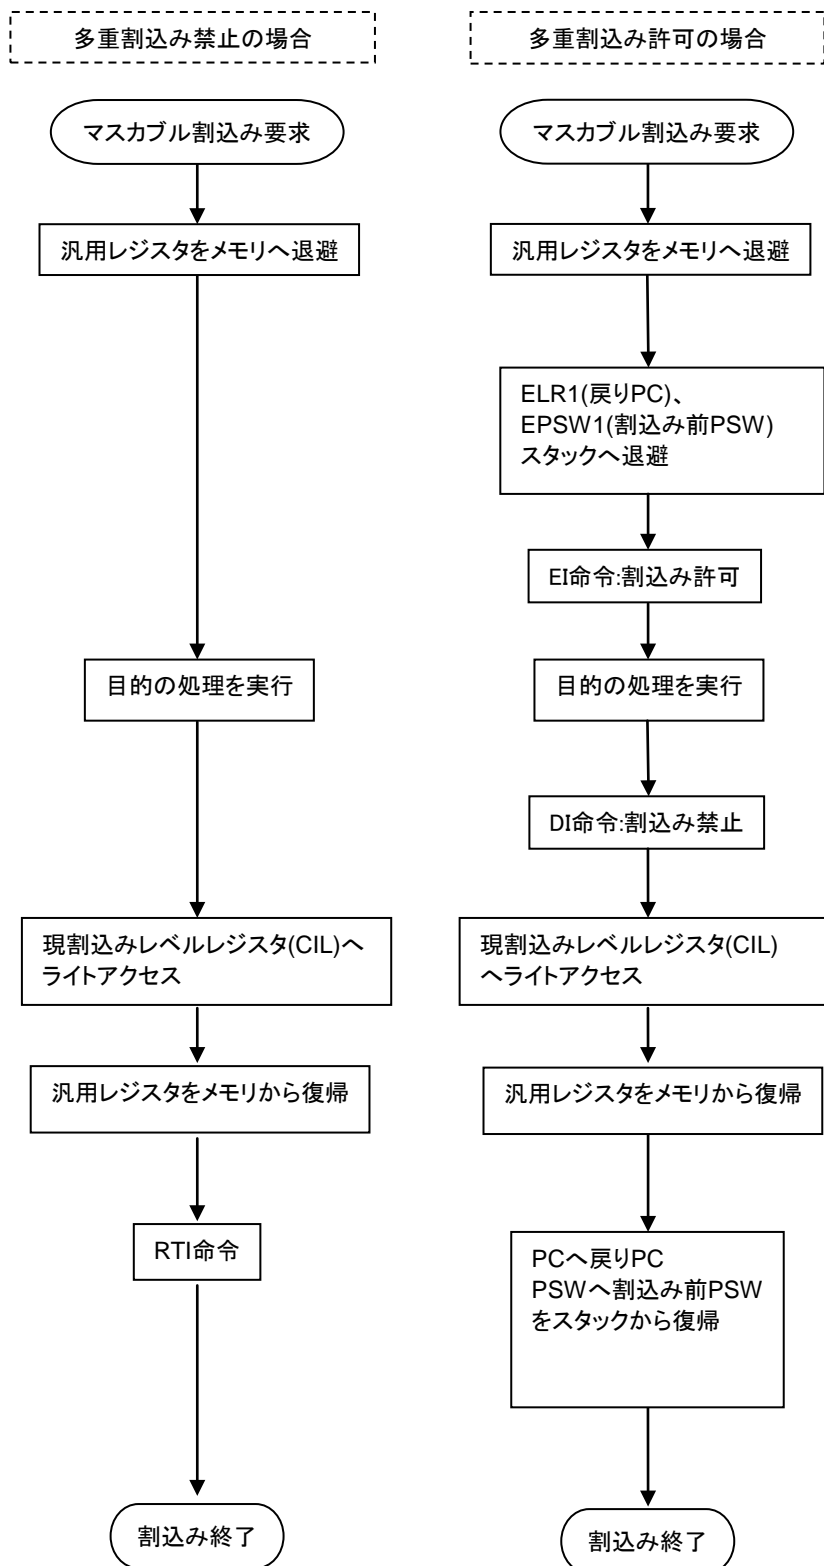 多重割込み禁止の場合
マスカブル割込み要求
汎用レジスタをメモリへ退避
目的の処理を実行
現割込みレベルレジスタ(CIL)へ
ライトアクセス
汎用レジスタをメモリから復帰
RTI命令
割込み終了
多重割込み許可の場合
マスカブル割込み要求
汎用レジスタをメモリへ退避
ELR1(戻りPC)、
EPSW1(割込み前PSW)
スタックへ退避
EI命令:割込み許可
目的の処理を実行
DI命令:割込み禁止
現割込みレベルレジスタ(CIL)
へライトアクセス
汎用レジスタをメモリから復帰
PCへ戻りPC
PSWへ割込み前PSW
をスタックから復帰
割込み終了